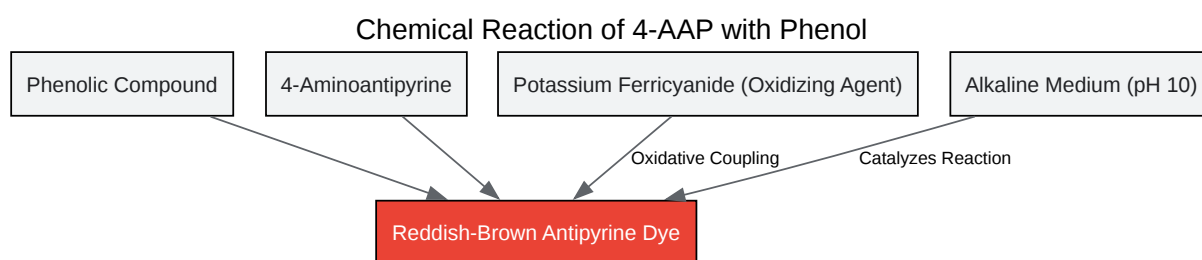 Chemical Reaction of 4-AAP with Phenol
Phenolic Compound
4-Aminoantipyrine
Potassium Ferricyanide (Oxidizing Agent)
Alkaline Medium (pH 10)
Oxidative Coupling
Catalyzes Reaction
Reddish-Brown Antipyrine Dye